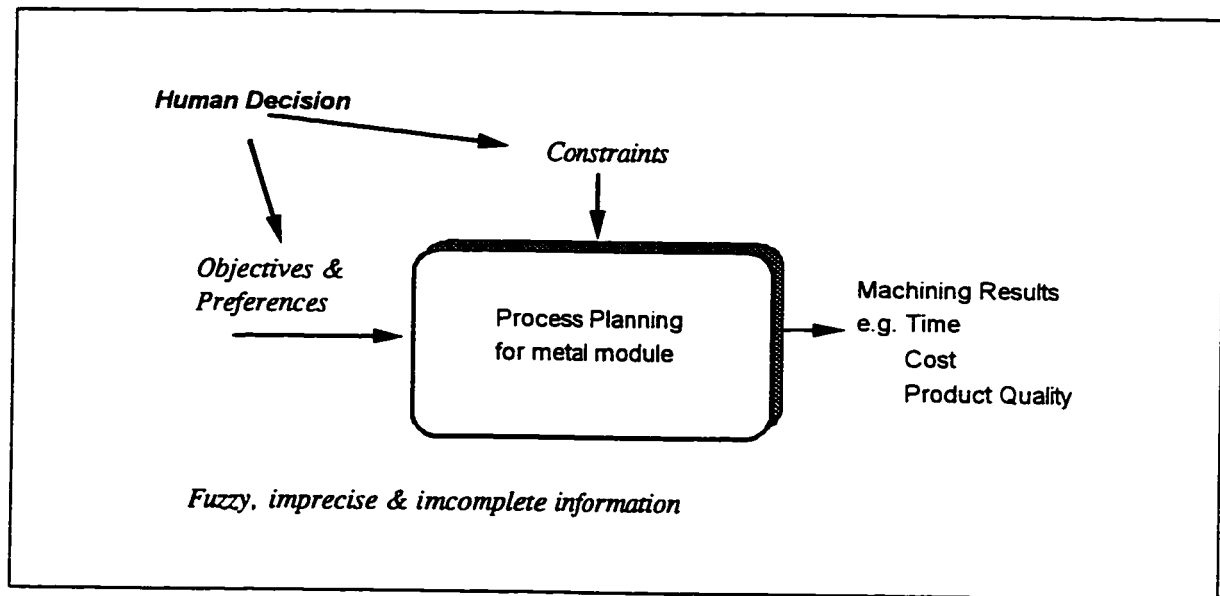 Human Decision
Constraints
Objectives &
Preferences
Process Planning
for metal module
Machining Results
e.g. Time
Cost
Product Quality
Fuzzy, imprecise & imcomplete information